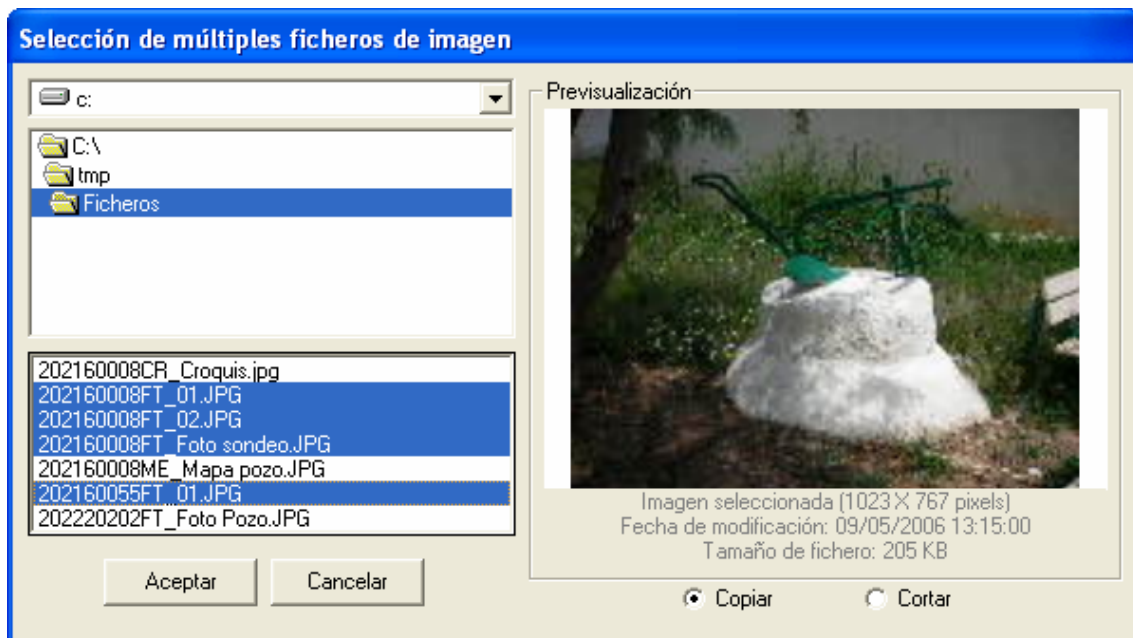 Selección de múltiples ficheros de imagen
c:
C:\
tmp
Ficheros
202160008CR_Croquis.jpg
202160008FT_01.JPG
202160008FT_02.JPG
202160008FT_Foto sondeo.JPG
202160008ME_Mapa pozo.JPG
202160055FT_01.JPG
202220202FT_Foto Pozo.JPG
Aceptar
Cancelar
Previsualización
Imagen seleccionada (1023 X 767 pixels)
Fecha de modificación: 09/05/2006 13:15:00
Tamaño de fichero: 205 KB
Copiar
Cortar